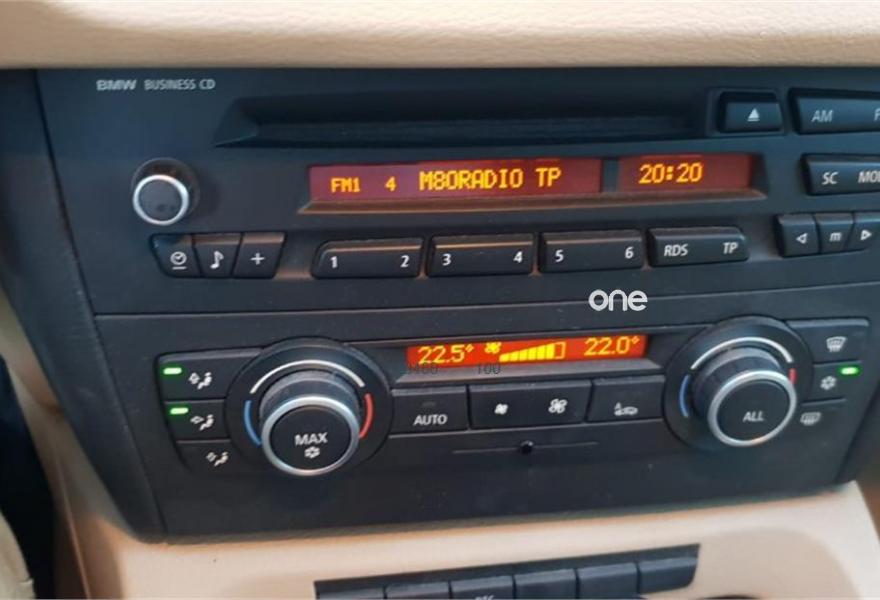 BMW BUSINESS CD
AM
FM1 4 M80RADIO TP 20:20
SC
1 2 3 4 5 6 RDS TP
m
one
22.5° 22.0°
100
AUTO
MAX
ALL